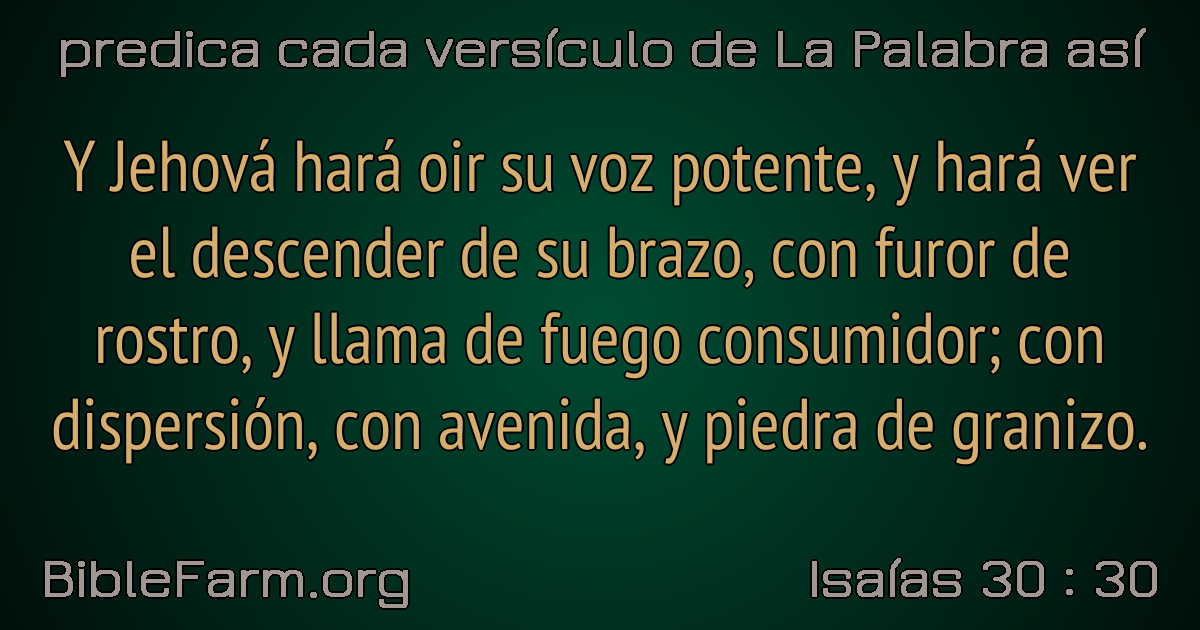 predica cada versículo de La Palabra así
Y Jehová hará oir su voz potente, y hará ver
el descender de su brazo, con furor de
rostro, y llama de fuego consumidor; con
dispersión, con avenida, y piedra de granizo.
BibleFarm.org
Isaías 30 : 30